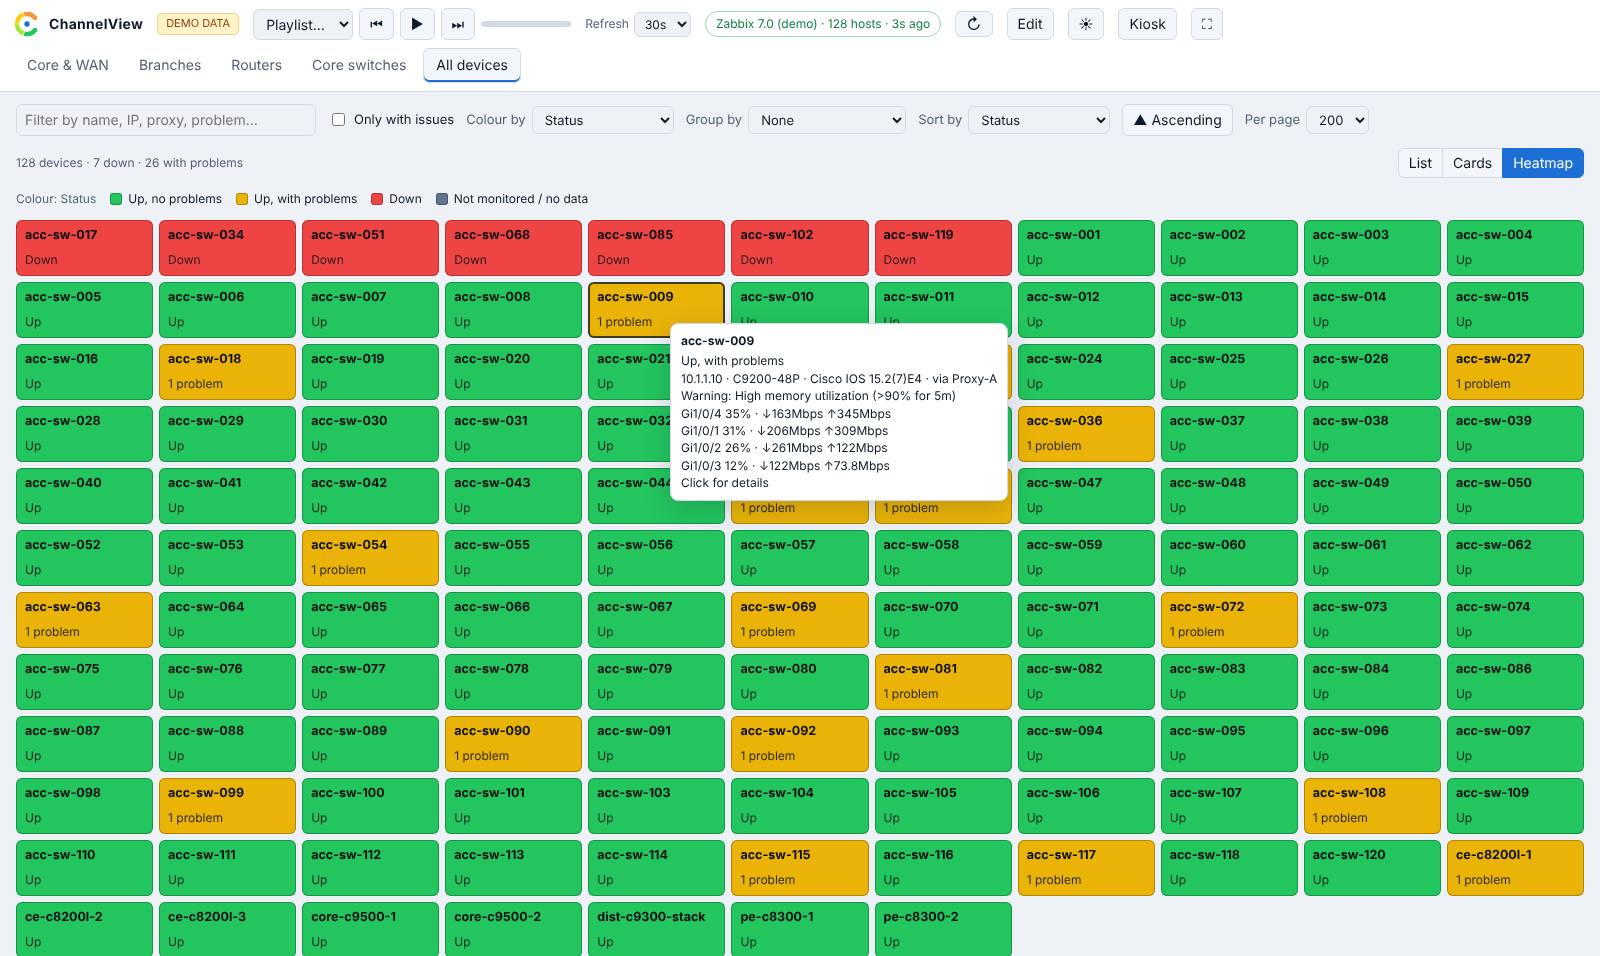 ChannelView DEMO DATA Playlist... Refresh 30s Zabbix 7.0 (demo) · 128 hosts · 3s ago Edit Kiosk
Core & WAN Branches Routers Core switches All devices
Filter by name, IP, proxy, problem... Only with issues Colour by Status Group by None Sort by Status ▲ Ascending Per page 200
128 devices · 7 down · 26 with problems List Cards Heatmap
Colour: Status Up, no problems Up, with problems Down Not monitored / no data
acc-sw-017 acc-sw-034 acc-sw-051 acc-sw-068 acc-sw-085 acc-sw-102 acc-sw-119 acc-sw-001 acc-sw-002 acc-sw-003 acc-sw-004
Down Down Down Down Down Down Down Up Up Up Up
acc-sw-005 acc-sw-006 acc-sw-007 acc-sw-008 acc-sw-009 acc-sw-010 acc-sw-011 acc-sw-012 acc-sw-013 acc-sw-014 acc-sw-015
Up Up Up Up 1 problem Up Up Up Up Up Up
acc-sw-009
Up, with problems
10.1.1.10 · C9200-48P · Cisco IOS 15.2(7)E4 · via Proxy-A
Warning: High memory utilization (>90% for 5m)
Gi1/0/4 35% · ↓163Mbps ↑345Mbps
Gi1/0/1 31% · ↓206Mbps ↑309Mbps
Gi1/0/2 26% · ↓261Mbps ↑122Mbps
Gi1/0/3 12% · ↓122Mbps ↑73.8Mbps
Click for details
acc-sw-016 acc-sw-018 acc-sw-019 acc-sw-020 acc-sw-021 acc-sw-024 acc-sw-025 acc-sw-026 acc-sw-027
Up 1 problem Up Up Up Up Up Up 1 problem
acc-sw-028 acc-sw-029 acc-sw-030 acc-sw-031 acc-sw-032 acc-sw-036 acc-sw-037 acc-sw-038 acc-sw-039
Up Up Up Up Up 1 problem Up Up Up
acc-sw-040 acc-sw-041 acc-sw-042 acc-sw-043 acc-sw-044 acc-sw-047 acc-sw-048 acc-sw-049 acc-sw-050
Up Up Up Up Up 1 problem 1 problem Up Up Up Up
acc-sw-052 acc-sw-053 acc-sw-054 acc-sw-055 acc-sw-056 acc-sw-057 acc-sw-058 acc-sw-059 acc-sw-060 acc-sw-061 acc-sw-062
Up Up 1 problem Up Up Up Up Up Up Up Up
acc-sw-063 acc-sw-064 acc-sw-065 acc-sw-066 acc-sw-067 acc-sw-069 acc-sw-070 acc-sw-071 acc-sw-072 acc-sw-073 acc-sw-074
1 problem Up Up Up Up 1 problem Up Up 1 problem Up Up
acc-sw-075 acc-sw-076 acc-sw-077 acc-sw-078 acc-sw-079 acc-sw-080 acc-sw-081 acc-sw-082 acc-sw-083 acc-sw-084 acc-sw-086
Up Up Up Up Up Up 1 problem Up Up Up Up
acc-sw-087 acc-sw-088 acc-sw-089 acc-sw-090 acc-sw-091 acc-sw-092 acc-sw-093 acc-sw-094 acc-sw-095 acc-sw-096 acc-sw-097
Up Up Up 1 problem Up 1 problem Up Up Up Up Up
acc-sw-098 acc-sw-099 acc-sw-100 acc-sw-101 acc-sw-103 acc-sw-104 acc-sw-105 acc-sw-106 acc-sw-107 acc-sw-108 acc-sw-109
Up 1 problem Up Up Up Up Up Up Up 1 problem Up
acc-sw-110 acc-sw-111 acc-sw-112 acc-sw-113 acc-sw-114 acc-sw-115 acc-sw-116 acc-sw-117 acc-sw-118 acc-sw-120 ce-c8200l-1
Up Up Up Up Up 1 problem Up 1 problem Up Up 1 problem
ce-c8200l-2 ce-c8200l-3 core-c9500-1 core-c9500-2 dist-c9300-stack pe-c8300-1 pe-c8300-2
Up Up Up Up Up Up Up